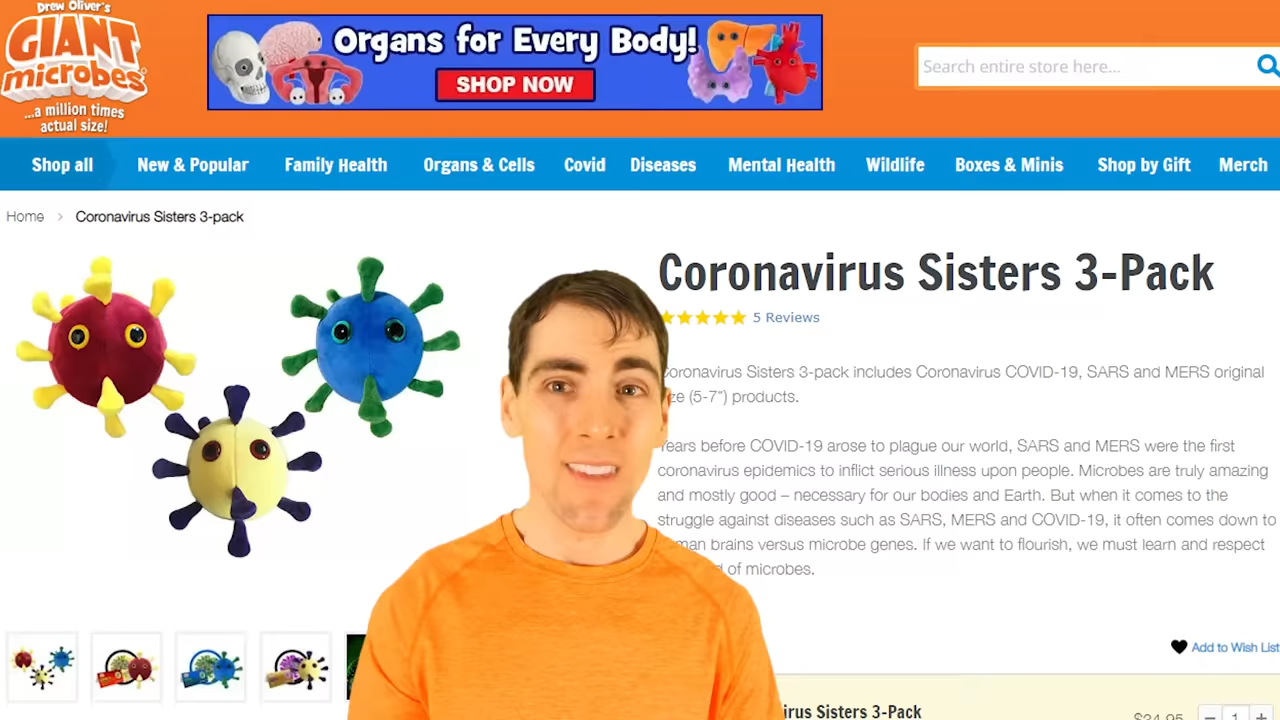 Drew Oliver's
GIANT
microbes
...a million times
actual size!
Organs for Every Body!
SHOP NOW
Search entire store here...
Shop all
New & Popular
Family Health
Organs & Cells
Covid
Diseases
Mental Health
Wildlife
Boxes & Minis
Shop by Gift
Merch
Home > Coronavirus Sisters 3-pack
Coronavirus Sisters 3-Pack
5 Reviews
Coronavirus Sisters 3-pack includes Coronavirus COVID-19, SARS and MERS original
(5-7") products.
Years before COVID-19 arose to plague our world, SARS and MERS were the first
coronavirus epidemics to inflict serious illness upon people. Microbes are truly amazing
and mostly good – necessary for our bodies and Earth. But when it comes to the
struggle against diseases such as SARS, MERS and COVID-19, it often comes down to
brains versus microbe genes. If we want to flourish, we must learn and respect
of microbes.
Add to Wish List
Sisters 3-Pack
$34.95
1